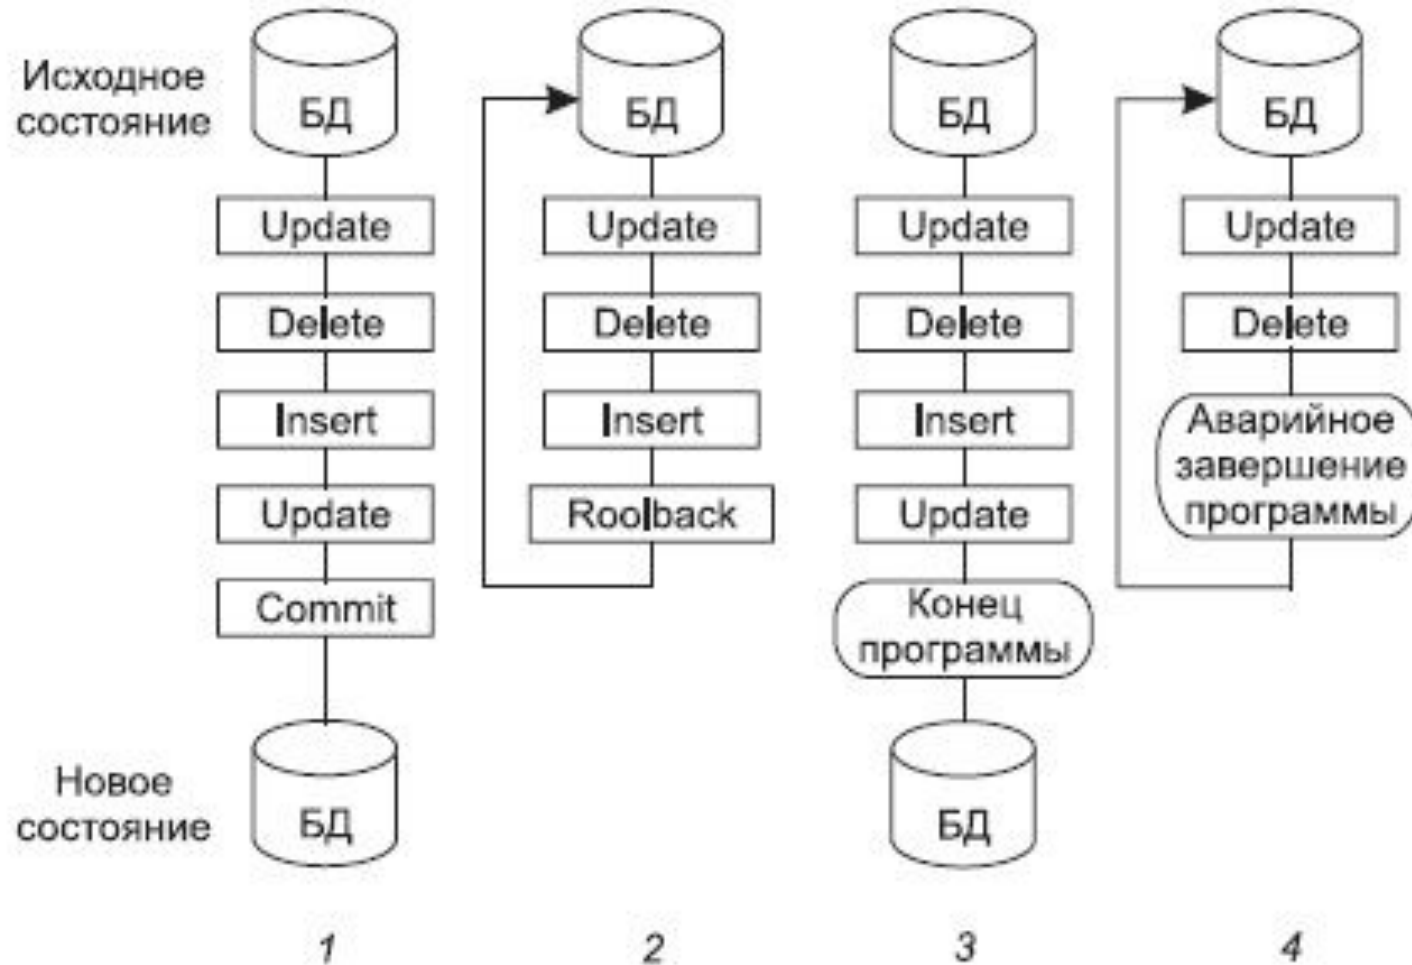 Исходное
состояние
БД
Update
Delete
Insert
Update
Commit
Новое
состояние
БД
1
БД
Update
Delete
Insert
Roolback
2
БД
Update
Delete
Insert
Update
Конец
программы
БД
3
БД
Update
Delete
Аварийное
завершение
программы
4